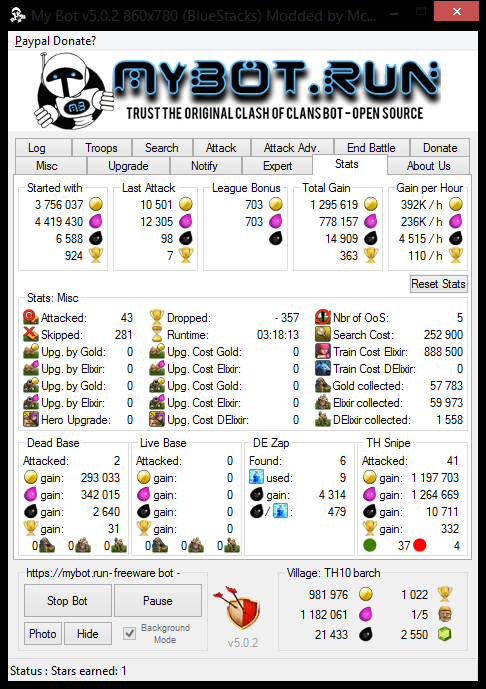 My Bot v5.0.2 860x780 (BlueStacks) Modded by Mc...
Paypal Donate?
MB
MYBOT.RUN
TRUST THE ORIGINAL CLASH OF CLANS BOT - OPEN SOURCE
Log Troops Search Attack Attack Adv. End Battle Donate
Misc Upgrade Notify Expert Stats About Us
Started with Last Attack League Bonus Total Gain Gain per Hour
3 756 037 10 501 703 1 295 619 392K / h
4 419 430 12 305 703 778 157 236K / h
6 588 98 14 909 4 515 / h
924 7 363 110 / h
Reset Stats
Stats: Misc
Attacked: 43 Dropped: - 357 Nbr of OoS: 5
Skipped: 281 Runtime: 03:18:13 Search Cost: 252 900
Upg. by Gold: 0 Upg. Cost Gold: 0 Train Cost Elixir: 888 500
Upg. by Elixir: 0 Upg. Cost Elixir: 0 Train Cost DElixir: 0
Upg. by Gold: 0 Upg. Cost Gold: 0 Gold collected: 57 783
Upg. by Elixir: 0 Upg. Cost Elixir: 0 Elixir collected: 59 973
Hero Upgrade: 0 Upg. Cost DElixir: 0 DElixir collected: 1 558
Dead Base Live Base DE Zap TH Snipe
Attacked: 2 Attacked: 0 Found: 6 Attacked: 41
gain: 293 033 gain: 0 used: 9 gain: 1 197 703
gain: 342 015 gain: 0 gain: 4 314 gain: 1 264 669
gain: 2 640 gain: 0 / : 479 gain: 10 711
gain: 31 gain: 0 gain: 332
0 0 0 0 0 0 37 4
https://mybot.run- freeware bot - Village: TH10 barch
Stop Bot Pause 981 976 1 022
1 182 061 1/5
Photo Hide Background Mode v5.0.2 21 433 2 550
Status : Stars earned: 1